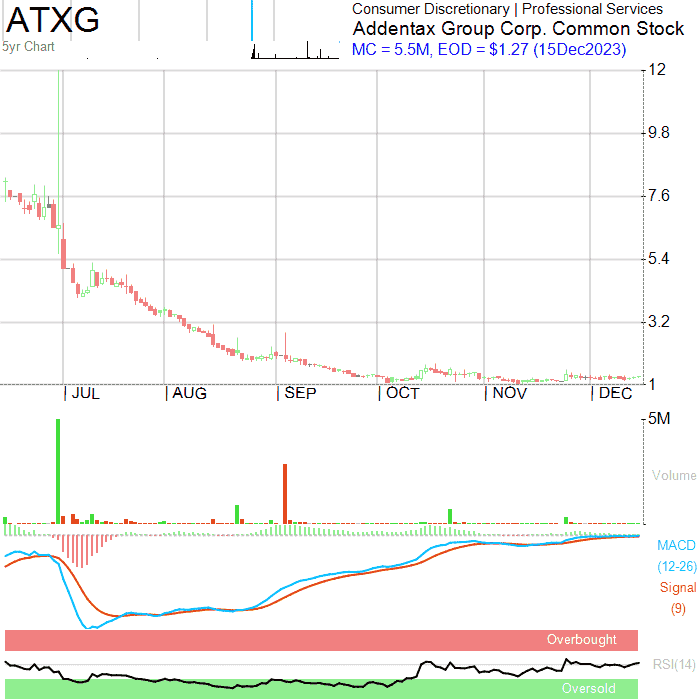 ATXG
Consumer Discretionary | Professional Services
Addentax Group Corp. Common Stock
5yr Chart
MC = 5.5M, EOD = $1.27 (15Dec2023)
12
9.8
7.6
5.4
3.2
1
JUL
AUG
SEP
OCT
NOV
DEC
5M
Volume
MACD
(12-26)
Signal
(9)
Overbought
RSI(14)
Oversold